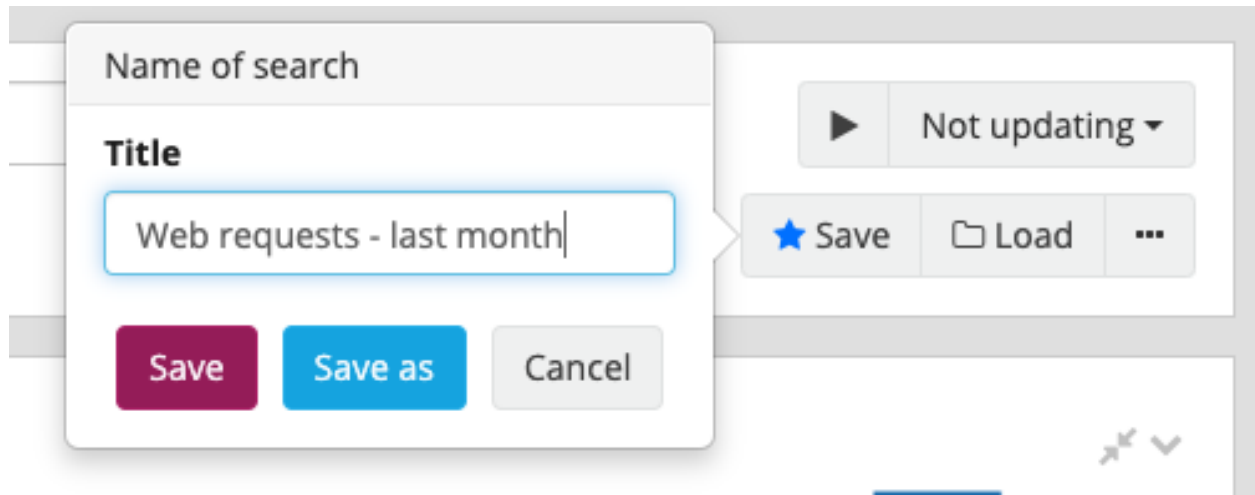 Name of search
Title
Web requests - last month
Save Save as Cancel
Not updating
Save Load ...